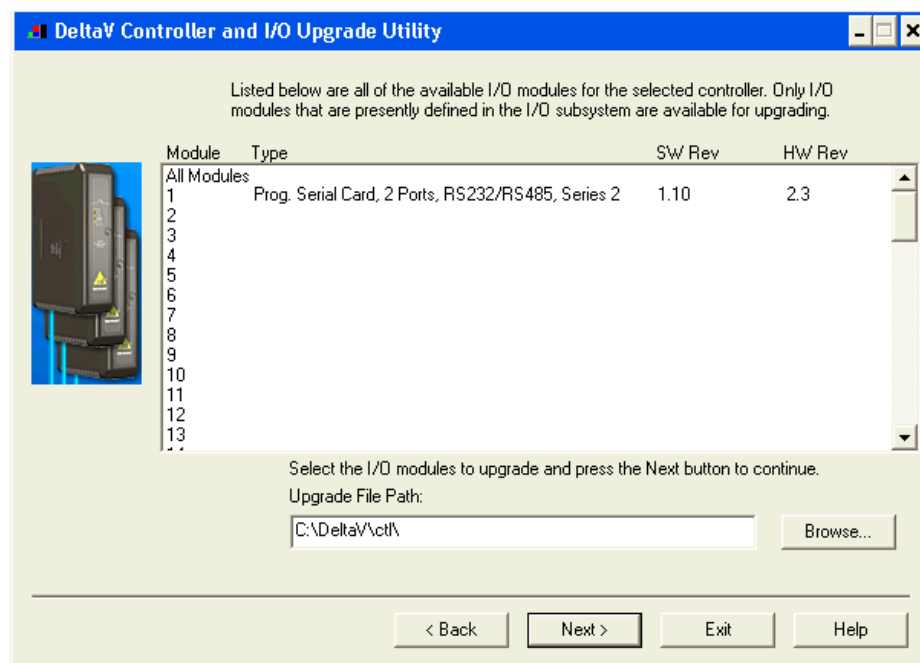 DeltaV Controller and I/O Upgrade Utility
Listed below are all of the available I/O modules for the selected controller. Only I/O
modules that are presently defined in the I/O subsystem are available for upgrading.
Module Type SW Rev HW Rev
All Modules
1 Prog. Serial Card, 2 Ports, RS232/RS485, Series 2 1.10 2.3
2
3
4
5
6
7
8
9
10
11
12
13
Select the I/O modules to upgrade and press the Next button to continue.
Upgrade File Path:
C:\DeltaV\ctl\ Browse...
< Back Next > Exit Help